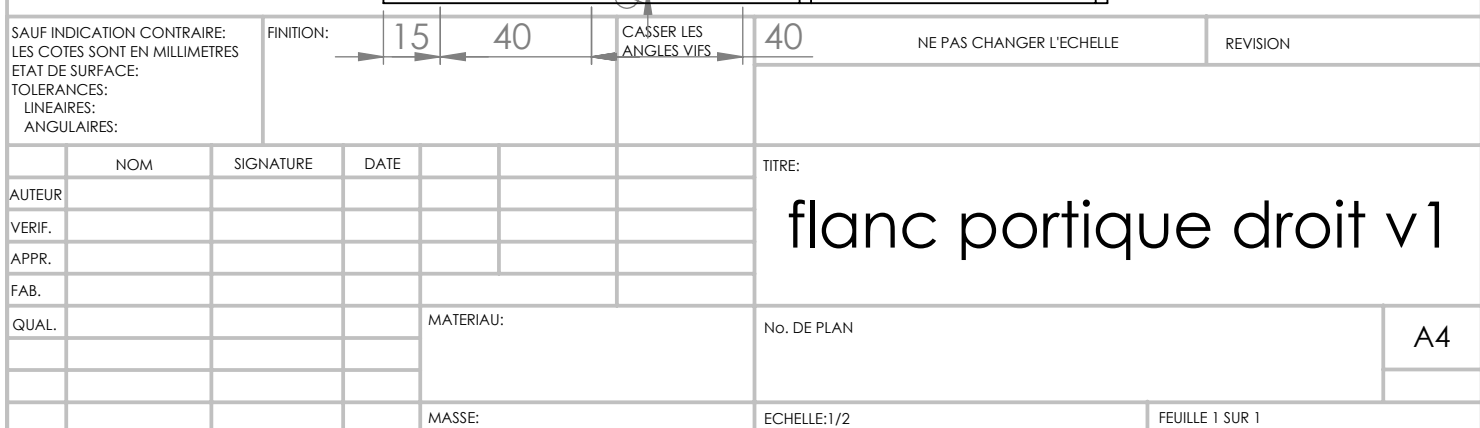 SAUF INDICATION CONTRAIRE:
LES COTES SONT EN MILLIMETRES
ETAT DE SURFACE:
TOLERANCES:
LINEAIRES:
ANGULAIRES:
FINITION:
15
40
CASSER LES
ANGLES VIFS
40
NE PAS CHANGER L'ECHELLE
REVISION
NOM
SIGNATURE
DATE
AUTEUR
VERIF.
APPR.
FAB.
QUAL.
TITRE:
flanc portique droit v1
MATERIAU:
No. DE PLAN
A4
MASSE:
ECHELLE:1/2
FEUILLE 1 SUR 1